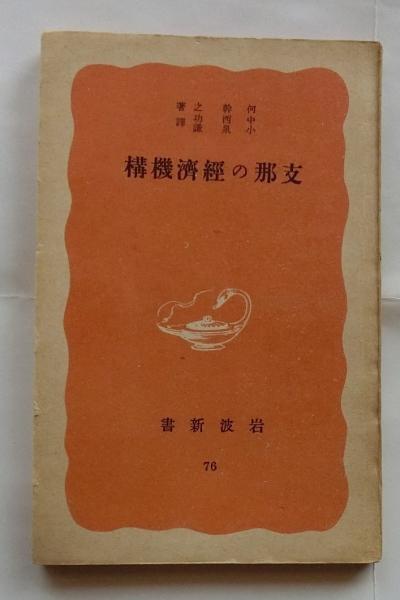 何幹之著
中西功
小泉謙譯
支那の經濟機構
岩波新書
76